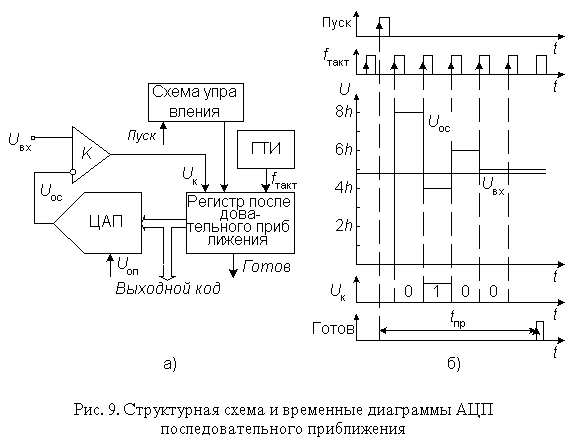 Схема упра
вления
Пуск
Uвх
К
Uос
Uк
ГТИ
fтакт
ЦАП
Регистр после
дова-
тельного приб
лижения
Uоп
Готов
Выходной код
а)
Пуск
t
fтакт
t
U
8h
Uос
6h
Uвх
4h
2h
t
Uк
0 1 0 0
t
Готов
tпр
t
б)
Рис. 9. Структурная схема и временные диаграммы АЦП
последовательного приближения